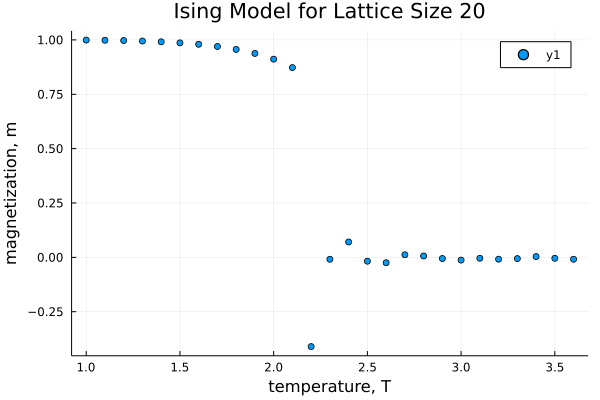 Ising Model for Lattice Size 20
y1
magnetization, m
1.00
0.75
0.50
0.25
0.00
−0.25
1.0 1.5 2.0 2.5 3.0 3.5
temperature, T